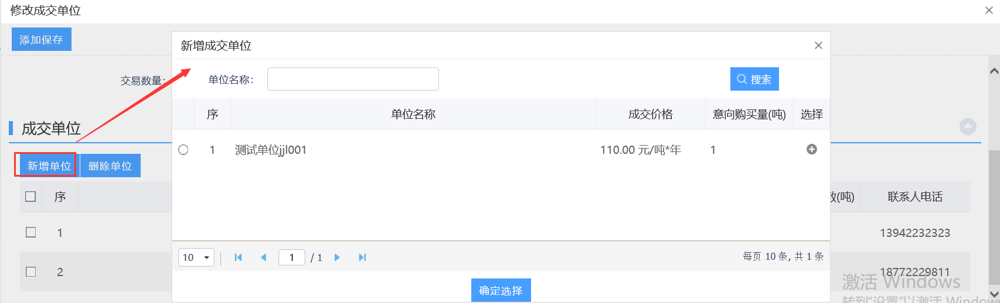 修改成交单位
添加保存
新增成交单位
交易数量:
单位名称:
搜索
序 单位名称 成交价格 意向购买量(吨) 选择
1 测试单位jjl001 110.00 元/吨*年 1
成交单位
新增单位 删除单位
序 (吨) 联系人电话
1 13942232323
2 18772229811
10 1 / 1 每页 10 条, 共 1 条
确定选择
激活 Windows
转到"设置"以激活 Windows